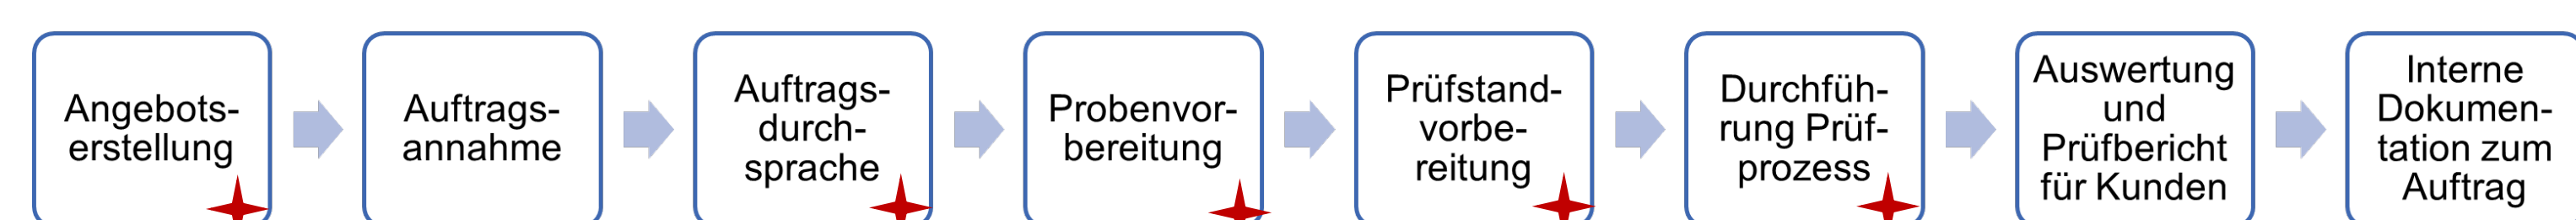 Angebots-
erstellung
Auftrags-
annahme
Auftrags-
durch-
sprache
Probenvor-
bereitung
Prüfstand-
vorbe-
reitung
Durchfüh-
rung Prüf-
prozess
Auswertung
und
Prüfbericht
für Kunden
Interne
Dokumen-
tation zum
Auftrag